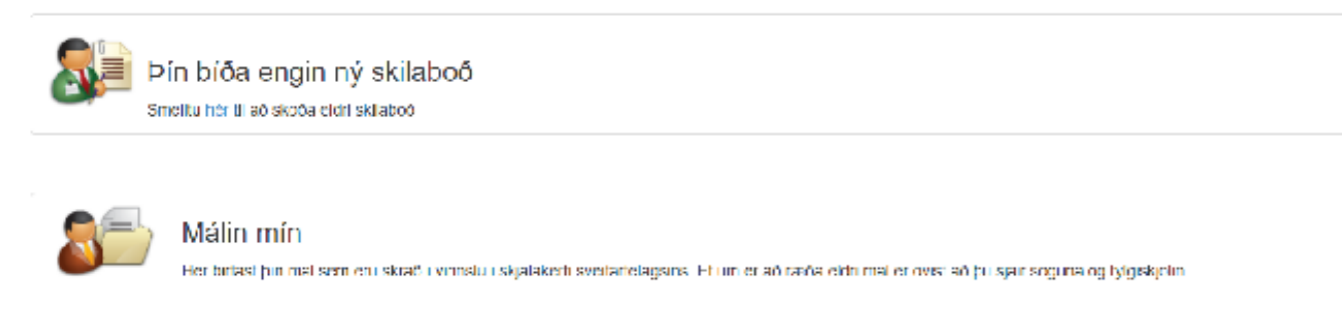 Þín bíða engin ný skilaboð
Smelltu hér til að skoða eldri skilaboð
Málin mín
Hér birtast þín mál sem eru skráð í vinnslu í skjalakerfi sveitarfélagsins. Ef um er að ræða eldri mál er óvíst að þú sjáir söguna og fylgiskjölin